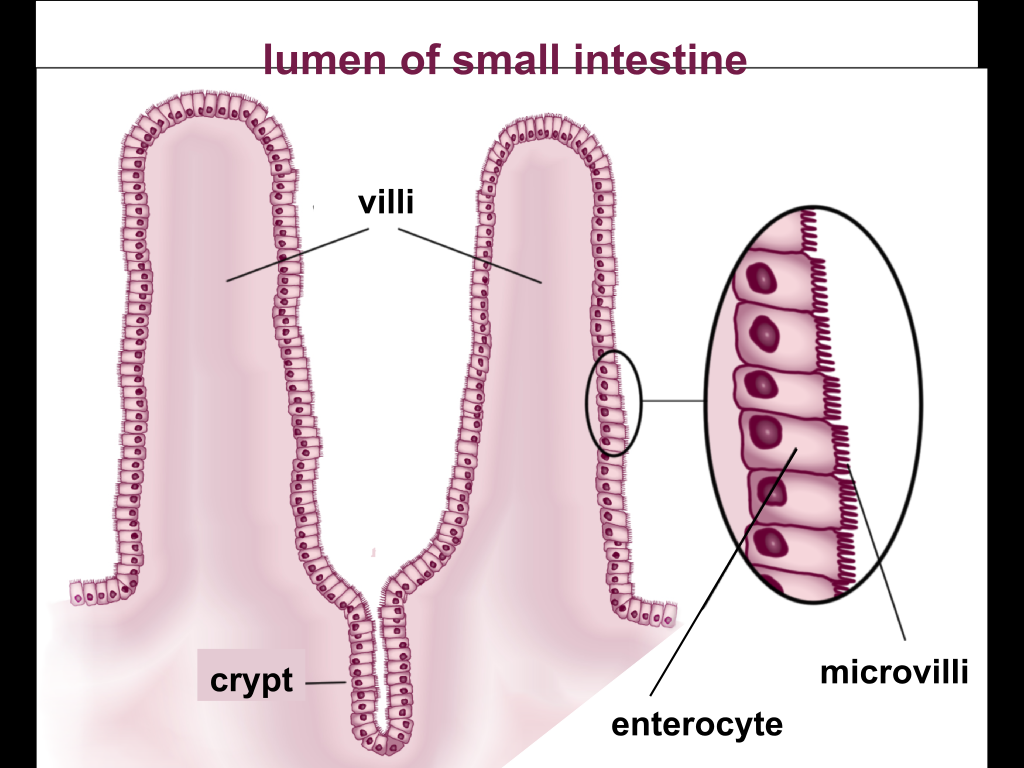 lumen of small intestine
villi
crypt
microvilli
enterocyte